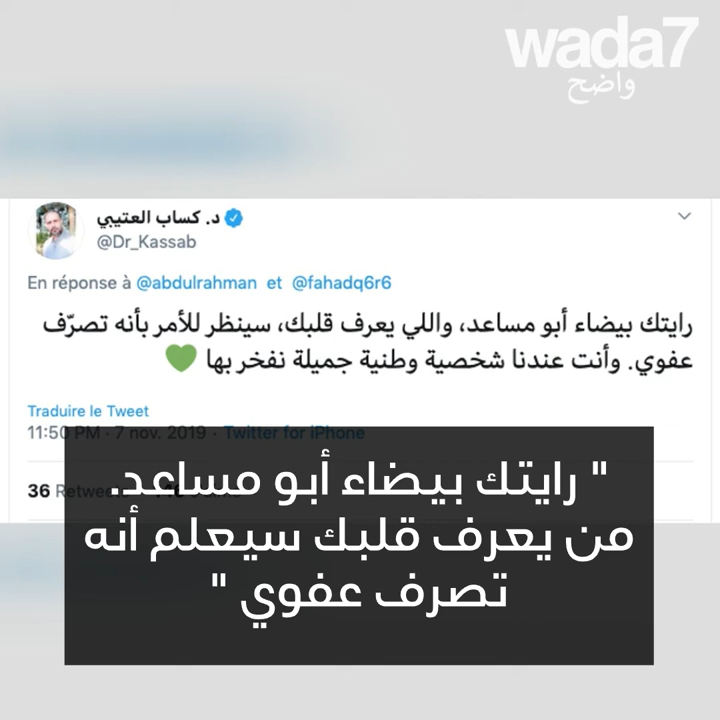 wada7
واضح
د. كساب العتيبي
@Dr_Kassab
En réponse à @abdulrahman et @fahadq6r6
رايتك بيضاء أبو مساعد، واللي يعرف قلبك، سينظر للأمر بأنه تصرّف
عفوي. وأنت عندنا شخصية وطنية جميلة نفخر بها 💚
Traduire le Tweet
11:50 PM · 7 nov. 2019 · Twitter for iPhone
36 Retweets
" رايتك بيضاء أبو مساعد
من يعرف قلبك سيعلم أنه
تصرف عفوي "